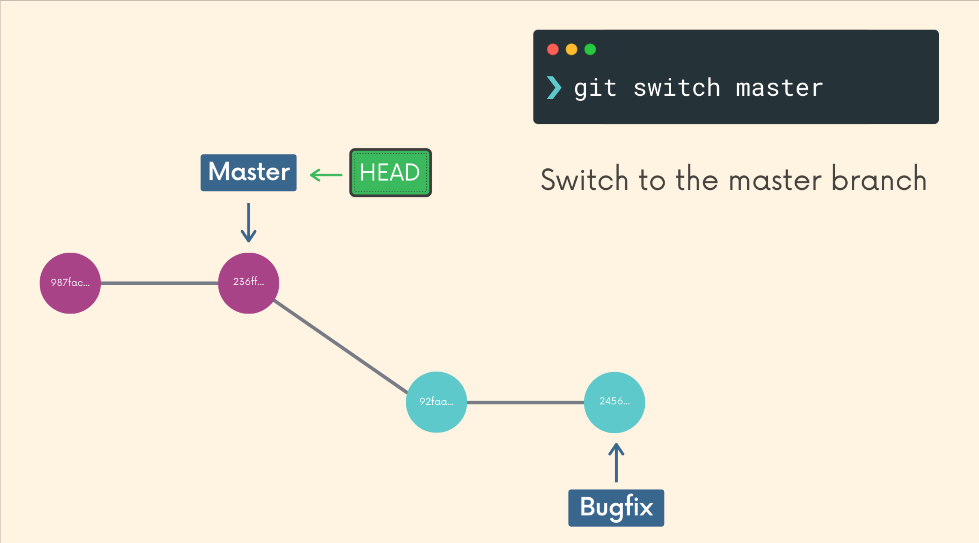 ❯ git switch master
Master
HEAD
Switch to the master branch
987fac...
236ff...
92faa...
2456...
Bugfix